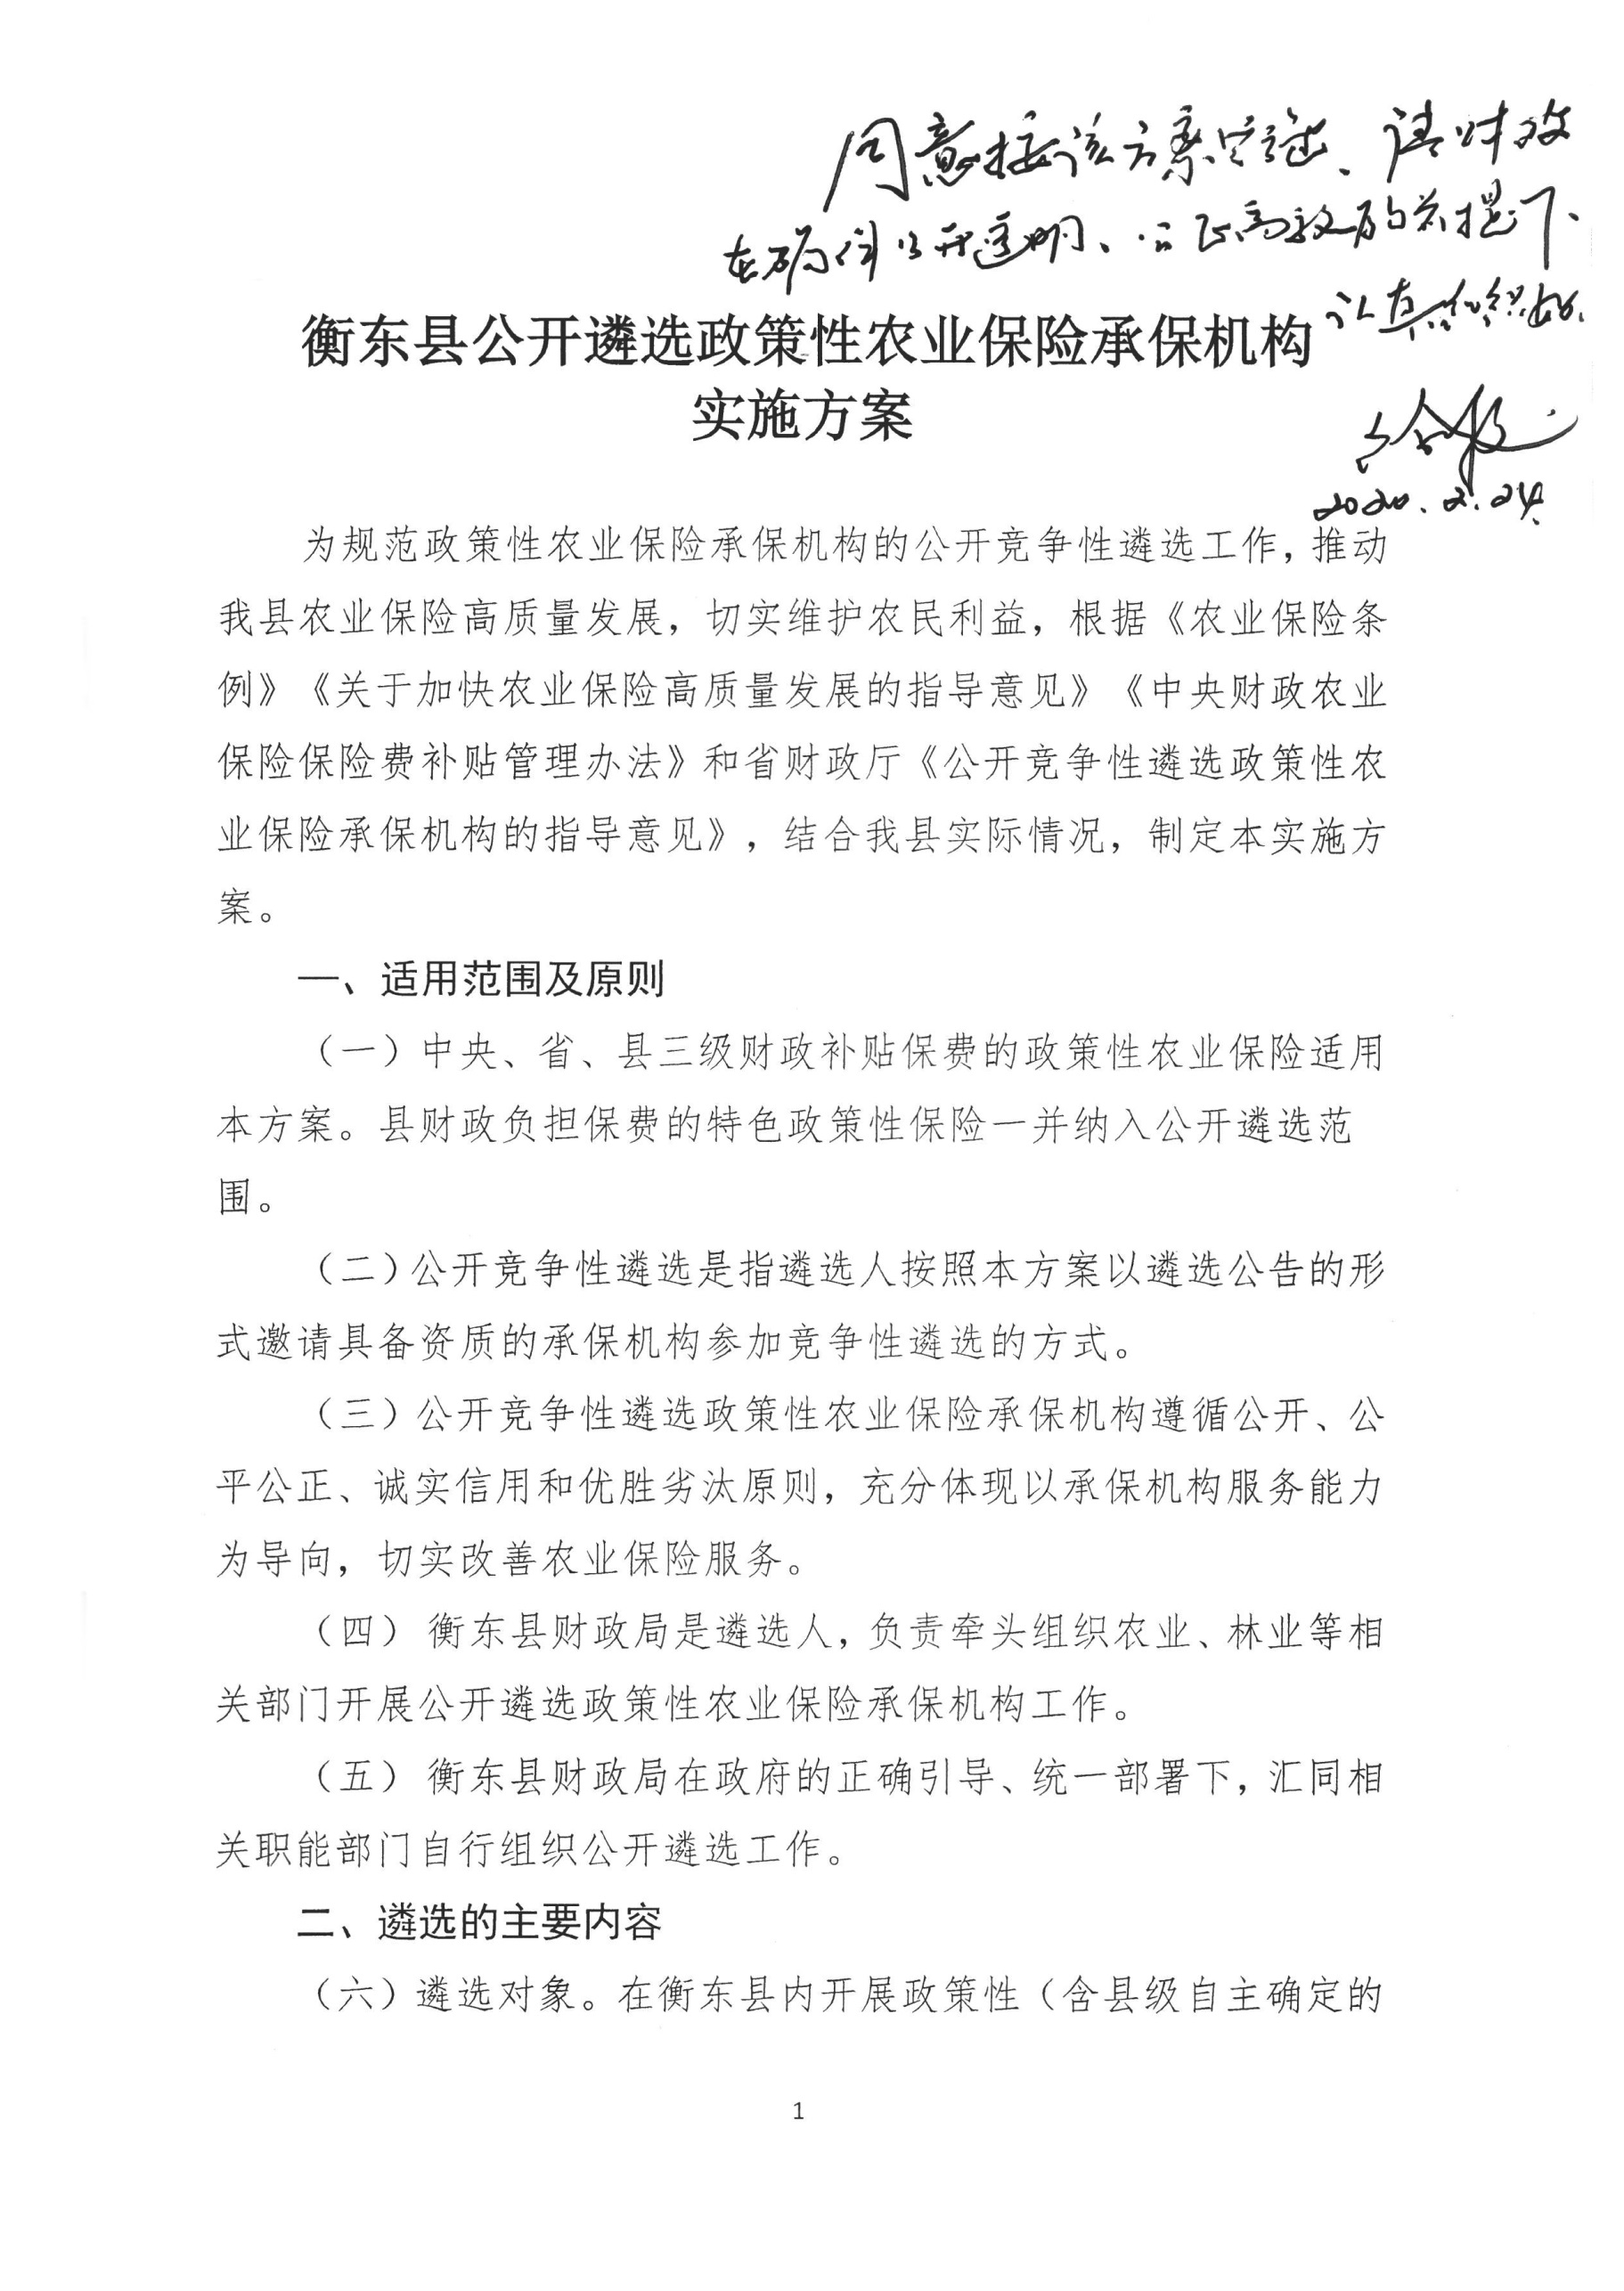 同意按该方案实施、请财政
在确保公开透明、公正高效的前提下、
认真组织好.
2020.2.24.
衡东县公开遴选政策性农业保险承保机构
实施方案
为规范政策性农业保险承保机构的公开竞争性遴选工作，推动
我县农业保险高质量发展，切实维护农民利益，根据《农业保险条
例》《关于加快农业保险高质量发展的指导意见》《中央财政农业
保险保险费补贴管理办法》和省财政厅《公开竞争性遴选政策性农
业保险承保机构的指导意见》，结合我县实际情况，制定本实施方
案。
一、适用范围及原则
（一）中央、省、县三级财政补贴保费的政策性农业保险适用
本方案。县财政负担保费的特色政策性保险一并纳入公开遴选范
围。
（二）公开竞争性遴选是指遴选人按照本方案以遴选公告的形
式邀请具备资质的承保机构参加竞争性遴选的方式。
（三）公开竞争性遴选政策性农业保险承保机构遵循公开、公
平公正、诚实信用和优胜劣汰原则，充分体现以承保机构服务能力
为导向，切实改善农业保险服务。
（四） 衡东县财政局是遴选人，负责牵头组织农业、林业等相
关部门开展公开遴选政策性农业保险承保机构工作。
（五） 衡东县财政局在政府的正确引导、统一部署下，汇同相
关职能部门自行组织公开遴选工作。
二、遴选的主要内容
（六）遴选对象。在衡东县内开展政策性（含县级自主确定的
1